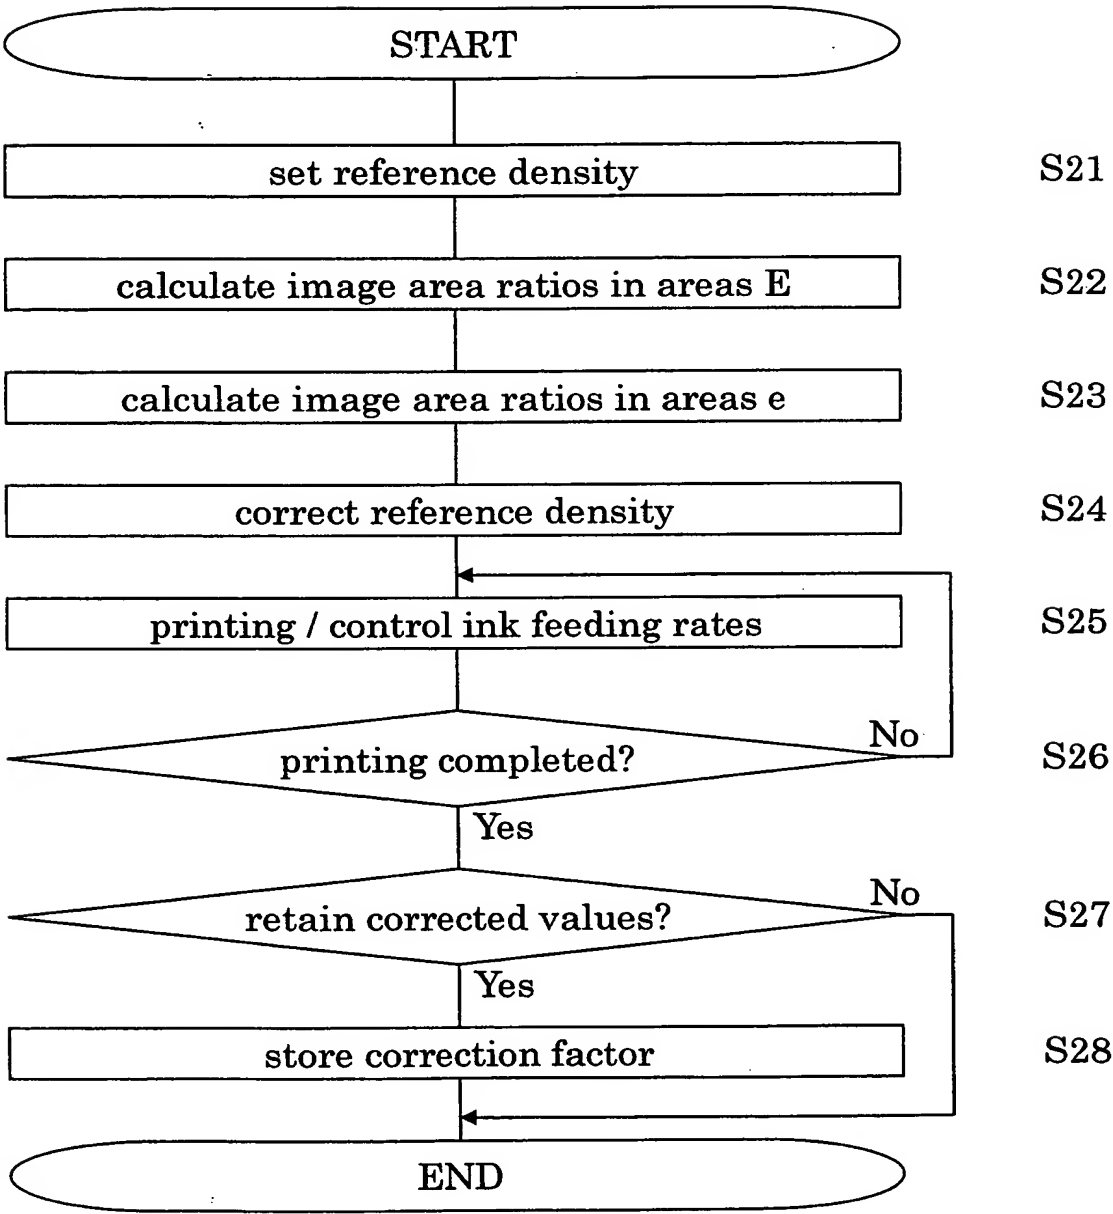 START
set reference density S21
calculate image area ratios in areas E S22
calculate image area ratios in areas e S23
correct reference density S24
printing / control ink feeding rates S25
No
printing completed? S26
Yes
No
retain corrected values? S27
Yes
store correction factor S28
END